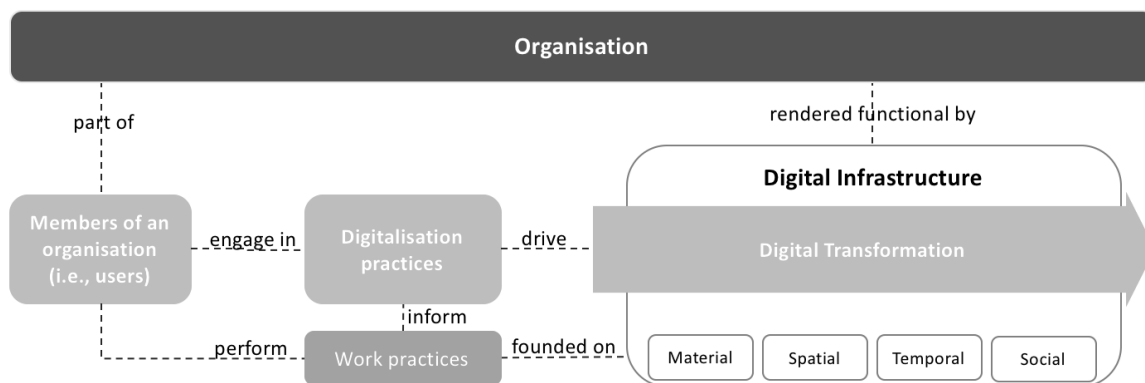 Organisation
part of
rendered functional by
Digital Infrastructure
Members of an
organisation
(i.e., users)
engage in
Digitalisation
practices
drive
Digital Transformation
inform
perform
Work practices
founded on
Material
Spatial
Temporal
Social